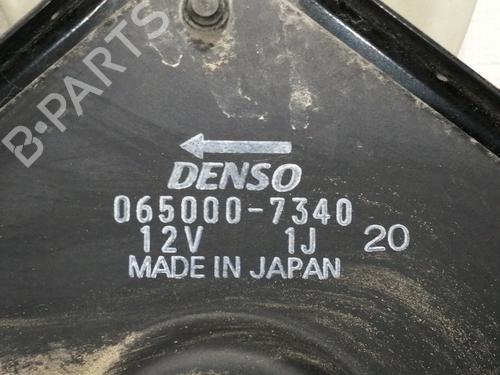 B-PARTS
DENSO
065000-7340
12V 1J 20
MADE IN JAPAN